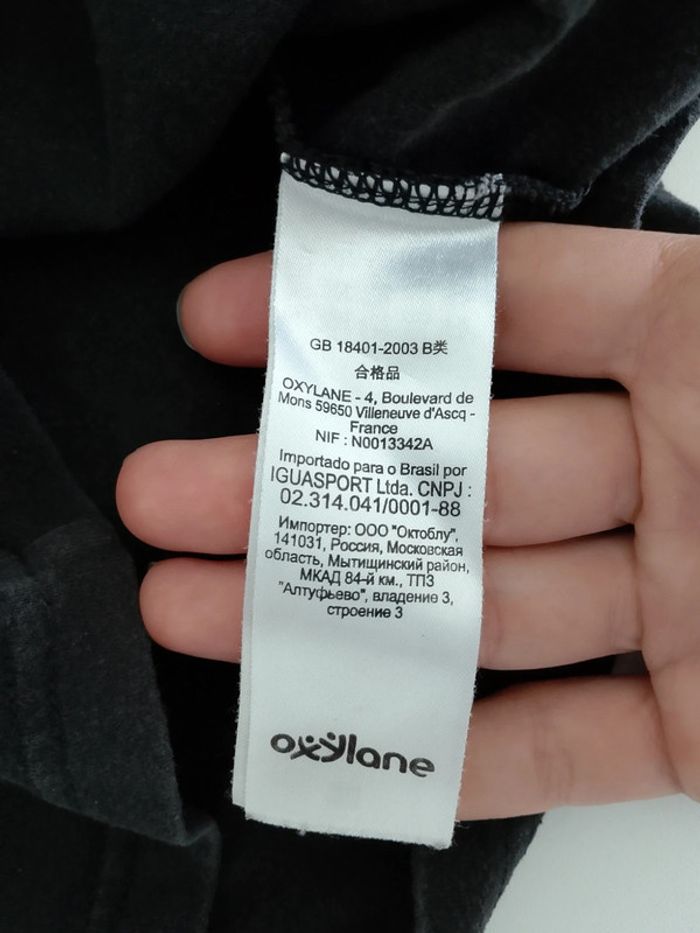 GB 18401-2003 B类
合格品
OXYLANE - 4, Boulevard de
Mons 59650 Villeneuve d'Ascq -
France
NIF : N0013342A
Importado para o Brasil por
IGUASPORT Ltda. CNPJ :
02.314.041/0001-88
Импортер: ООО "Октоблу",
141031, Россия, Московская
область, Мытищинский район,
МКАД 84-й км., ТПЗ
"Алтуфьево", владение 3,
строение 3
oxylane